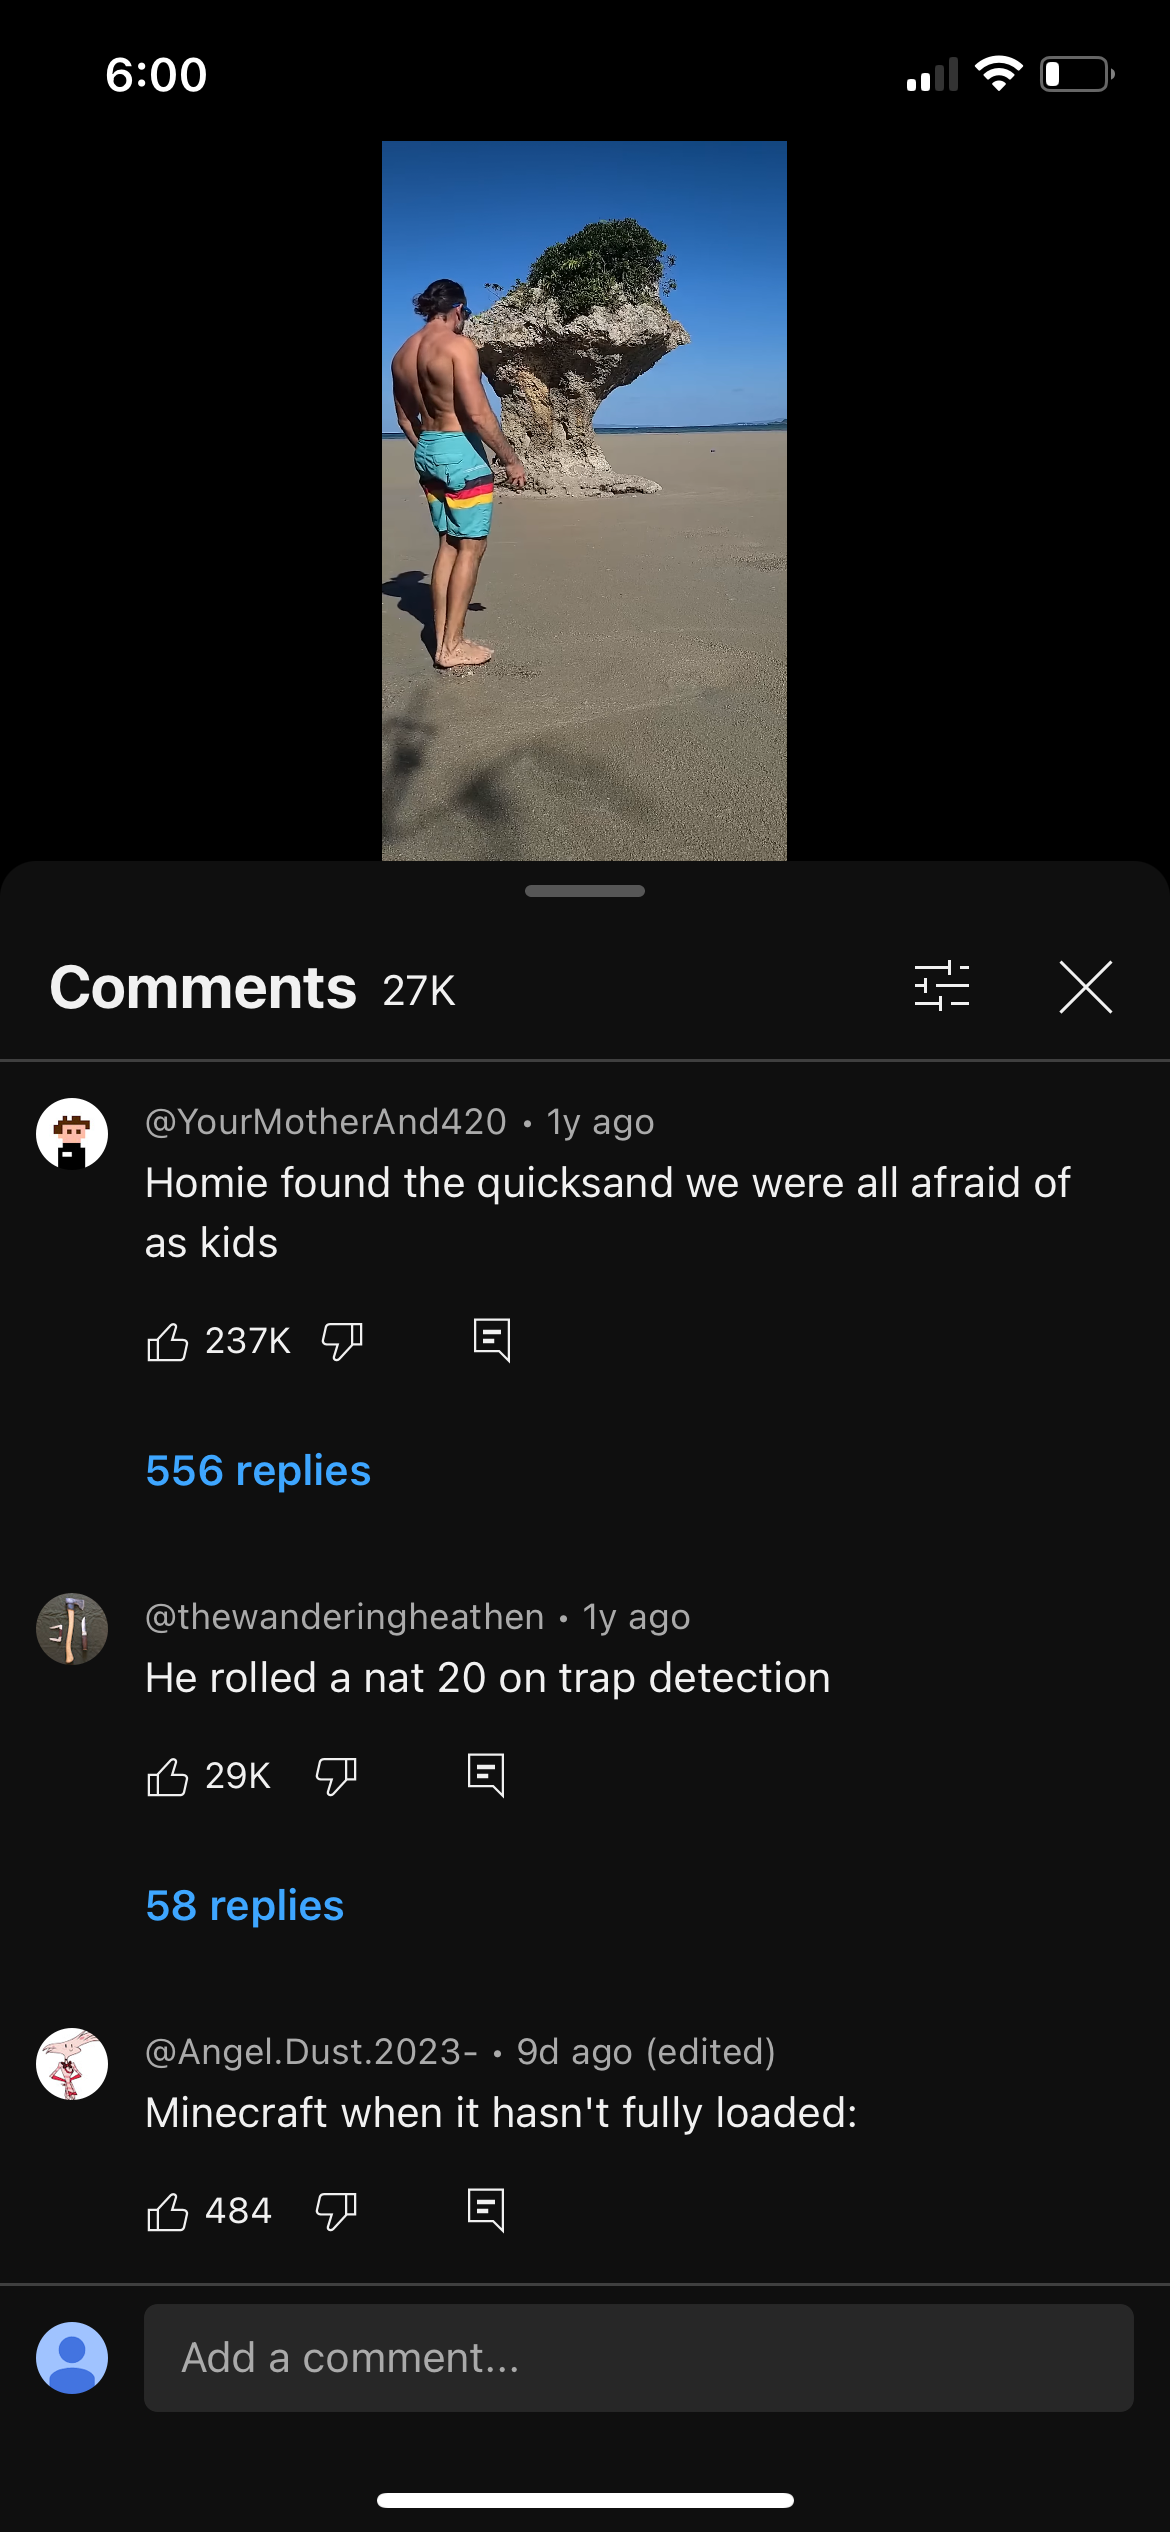 6:00
Comments 27K
@YourMotherAnd420 • 1y ago
Homie found the quicksand we were all afraid of
as kids
237K
556 replies
@thewanderingheathen • 1y ago
He rolled a nat 20 on trap detection
29K
58 replies
@Angel.Dust.2023- • 9d ago (edited)
Minecraft when it hasn't fully loaded:
484
Add a comment...